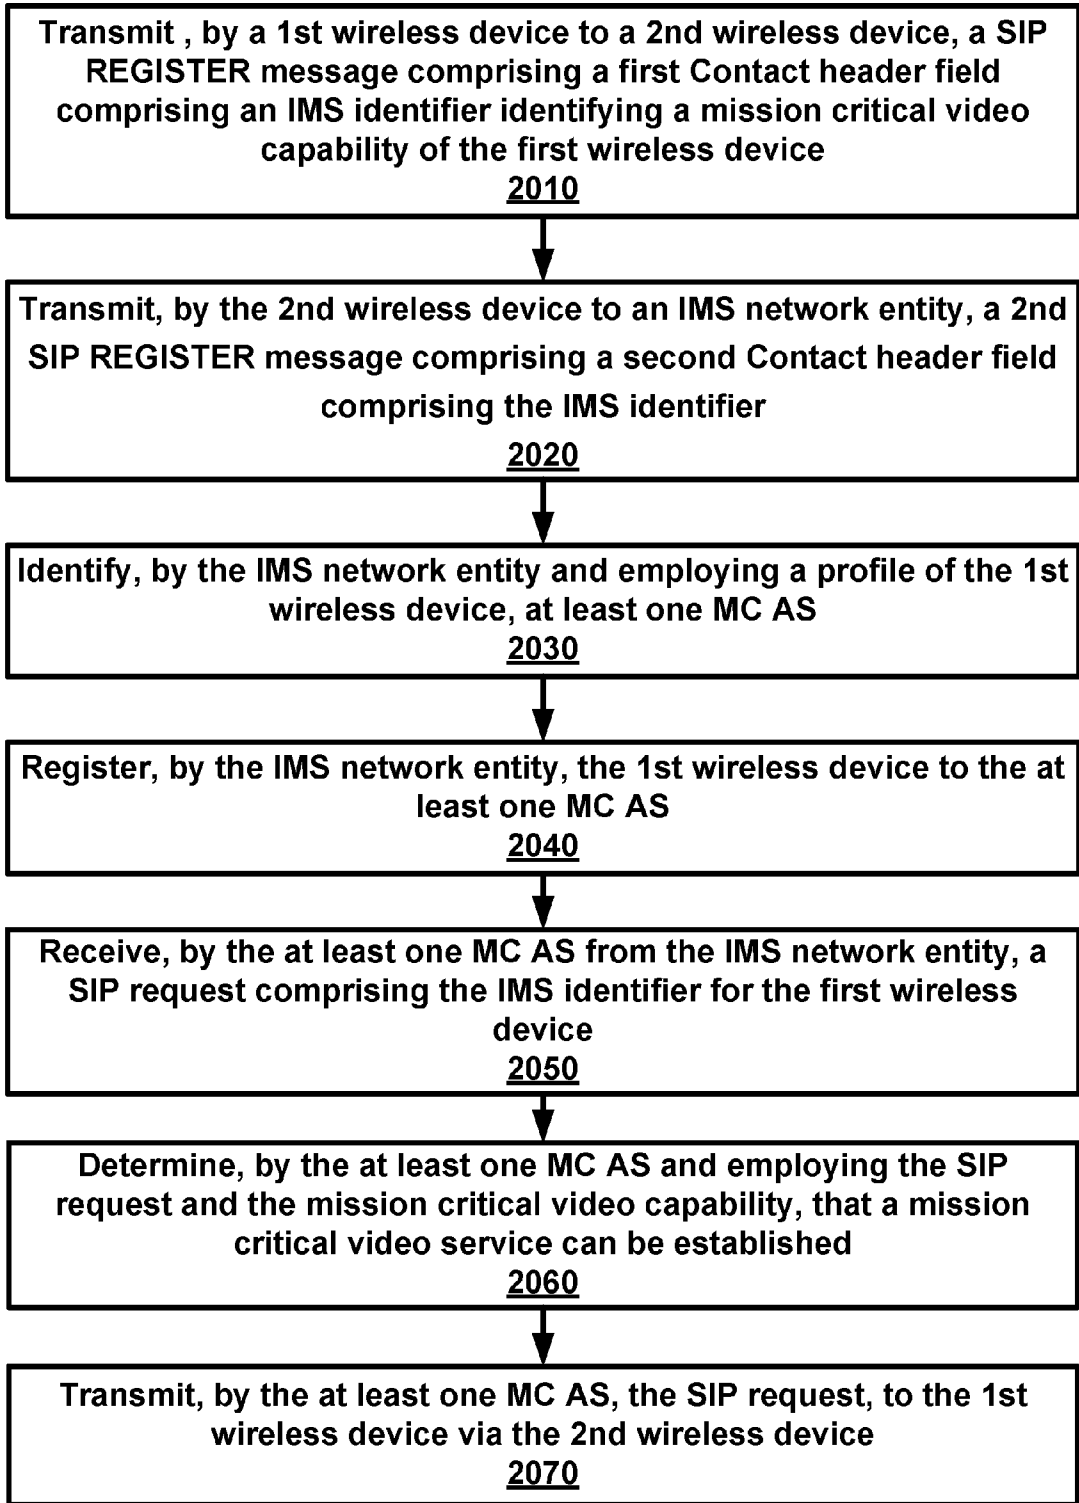 Transmit , by a 1st wireless device to a 2nd wireless device, a SIP
REGISTER message comprising a first Contact header field
comprising an IMS identifier identifying a mission critical video
capability of the first wireless device
2010
Transmit, by the 2nd wireless device to an IMS network entity, a 2nd
SIP REGISTER message comprising a second Contact header field
comprising the IMS identifier
2020
Identify, by the IMS network entity and employing a profile of the 1st
wireless device, at least one MC AS
2030
Register, by the IMS network entity, the 1st wireless device to the at
least one MC AS
2040
Receive, by the at least one MC AS from the IMS network entity, a
SIP request comprising the IMS identifier for the first wireless
device
2050
Determine, by the at least one MC AS and employing the SIP
request and the mission critical video capability, that a mission
critical video service can be established
2060
Transmit, by the at least one MC AS, the SIP request, to the 1st
wireless device via the 2nd wireless device
2070